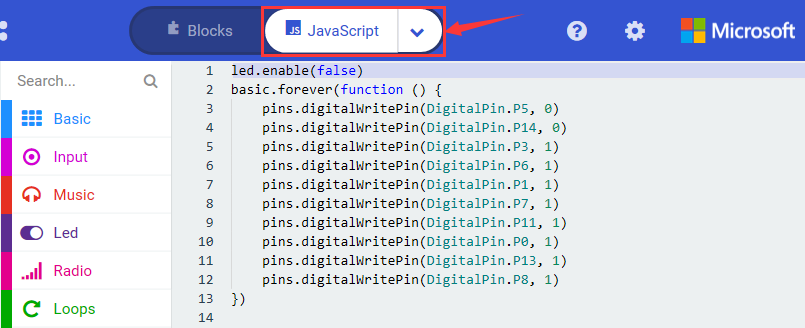 Blocks
JS JavaScript
?
Microsoft
Search...
Basic
Input
Music
Led
Radio
Loops
1 led.enable(false)
2 basic.forever(function () {
3     pins.digitalWritePin(DigitalPin.P5, 0)
4     pins.digitalWritePin(DigitalPin.P14, 0)
5     pins.digitalWritePin(DigitalPin.P3, 1)
6     pins.digitalWritePin(DigitalPin.P6, 1)
7     pins.digitalWritePin(DigitalPin.P1, 1)
8     pins.digitalWritePin(DigitalPin.P7, 1)
9     pins.digitalWritePin(DigitalPin.P11, 1)
10     pins.digitalWritePin(DigitalPin.P0, 1)
11     pins.digitalWritePin(DigitalPin.P13, 1)
12     pins.digitalWritePin(DigitalPin.P8, 1)
13 })
14